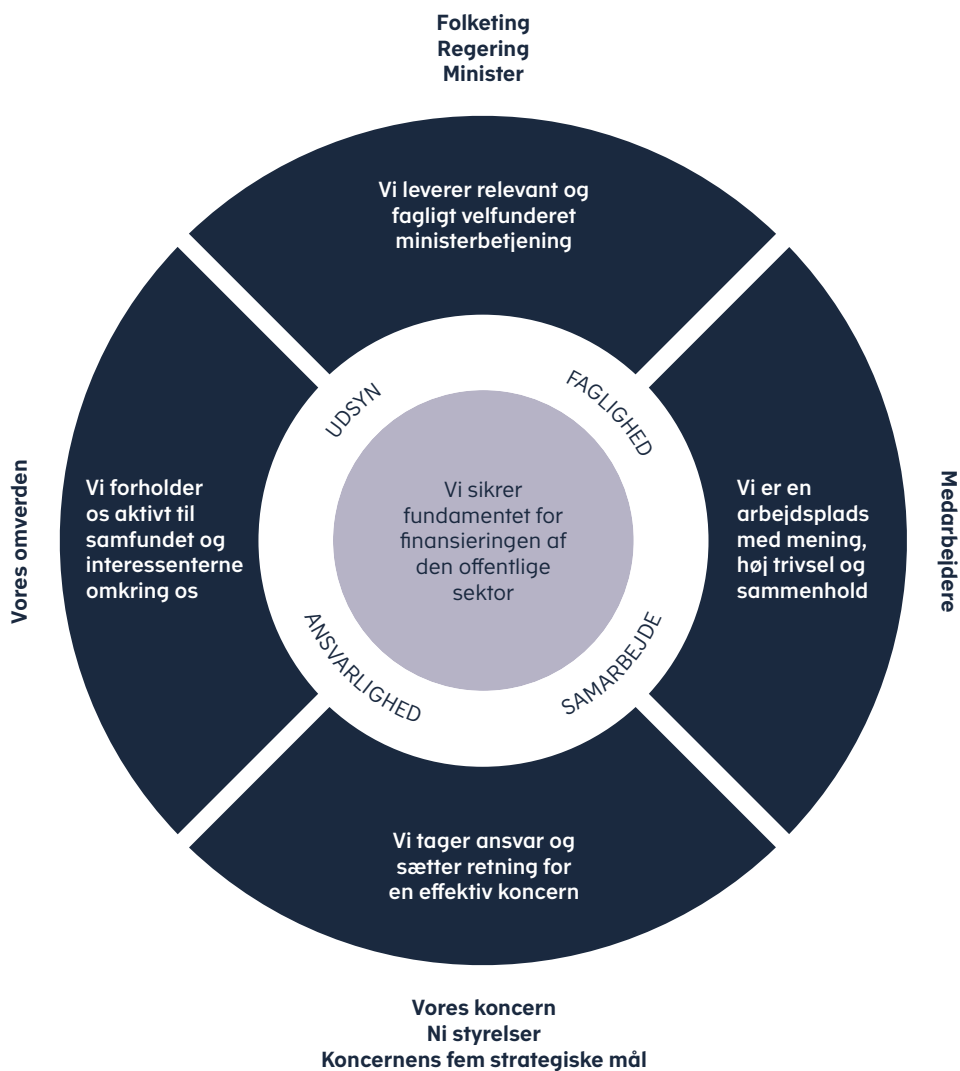 Folketing
Regering
Minister
Vi leverer relevant og
fagligt velfunderet
ministerbetjening
UDSYN
FAGLIGHED
Vores omverden
Vi forholder
os aktivt til
samfundet og
interessenterne
omkring os
Vi sikrer
fundamentet for
finansieringen af
den offentlige
sektor
Vi er en
arbejdsplads
med mening,
høj trivsel og
sammenhold
Medarbejdere
ANSVARLIGHED
SAMARBEJDE
Vi tager ansvar og
sætter retning for
en effektiv koncern
Vores koncern
Ni styrelser
Koncernens fem strategiske mål